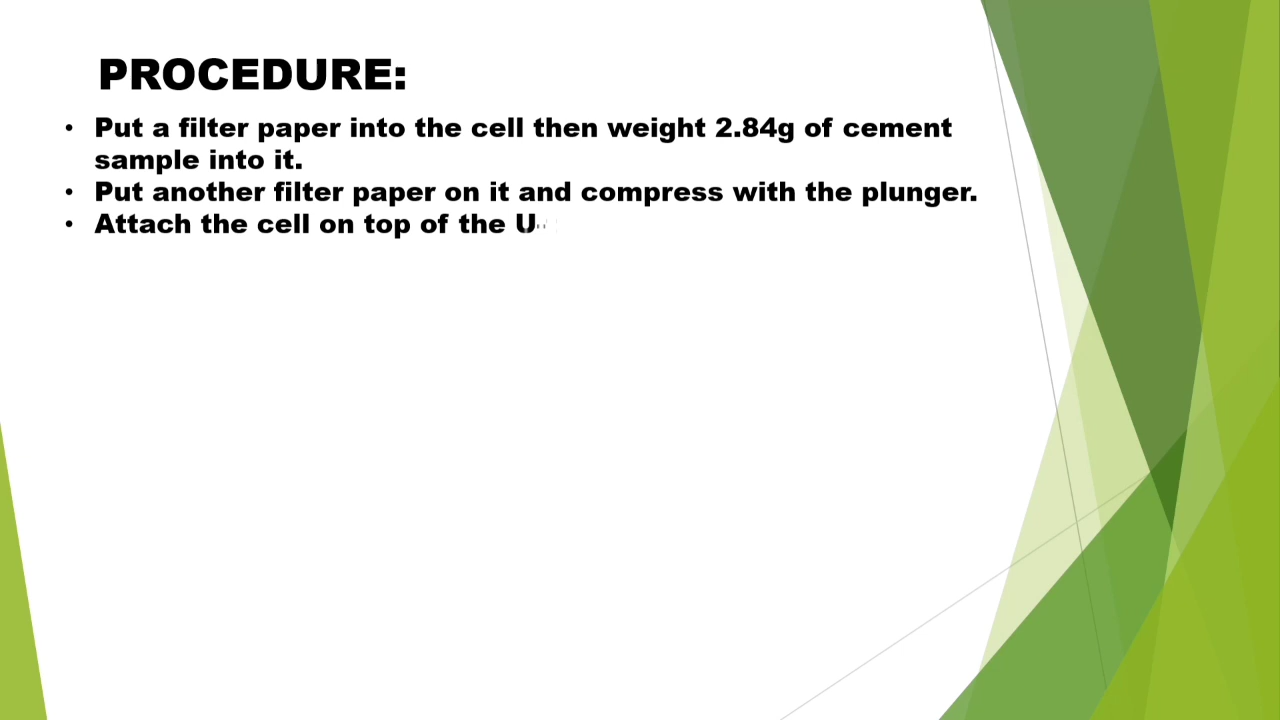 PROCEDURE:
• Put a filter paper into the cell then weight 2.84g of cement
sample into it.
• Put another filter paper on it and compress with the plunger.
• Attach the cell on top of the